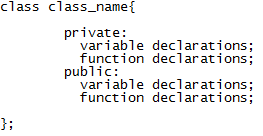 class class_name{
private:
variable declarations;
function declarations;
public:
variable declarations;
function declarations;
};